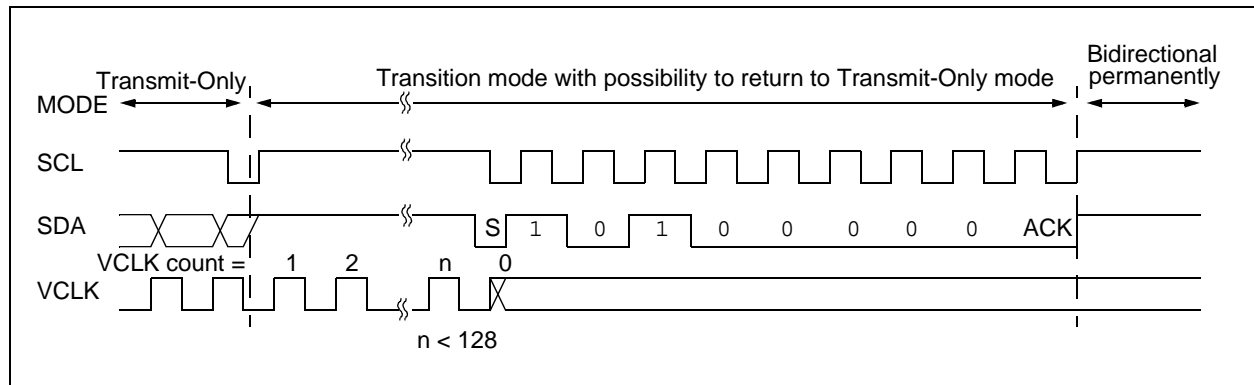 Transmit-Only
Transition mode with possibility to return to Transmit-Only mode
Bidirectional
permanently
MODE
SCL
SDA
S 1 0 1 0 0 0 0 0 ACK
VCLK count = 1 2 n 0
VCLK
n < 128